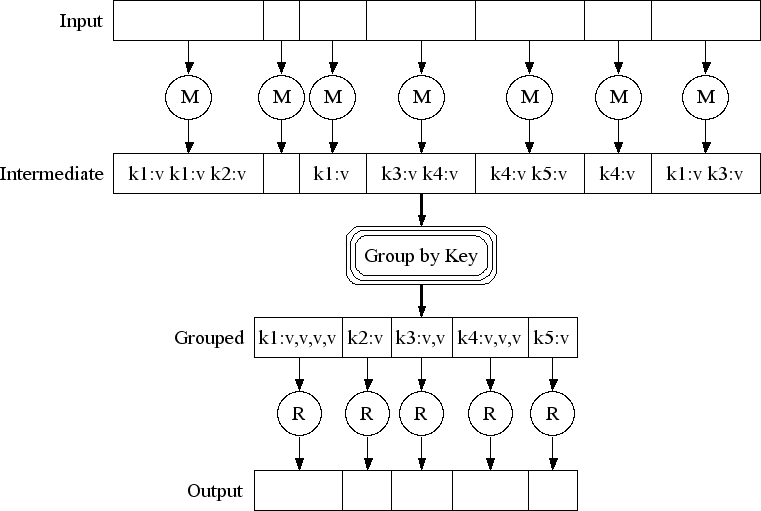 Input
M M M M M M M
Intermediate k1:v k1:v k2:v k1:v k3:v k4:v k4:v k5:v k4:v k1:v k3:v
Group by Key
Grouped k1:v,v,v,v k2:v k3:v,v k4:v,v,v k5:v
R R R R R
Output